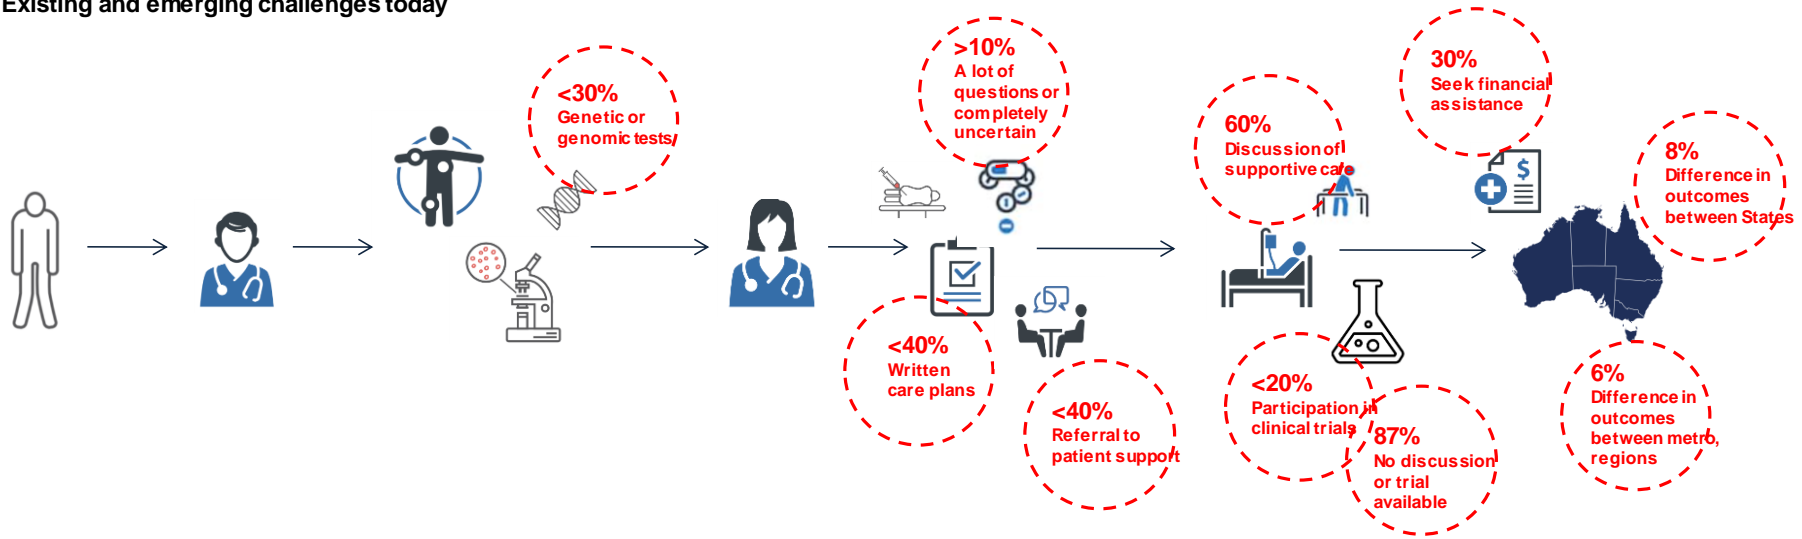 Existing and emerging challenges today
<30%
Genetic or
genomic tests
>10%
A lot of
questions or
completely
uncertain
<40%
Written
care plans
<40%
Referral to
patient support
60%
Discussion of
supportive care
<20%
Participation in
clinical trials
87%
No discussion
or trial
available
30%
Seek financial
assistance
$
8%
Difference in
outcomes
between States
6%
Difference in
outcomes
between metro,
regions